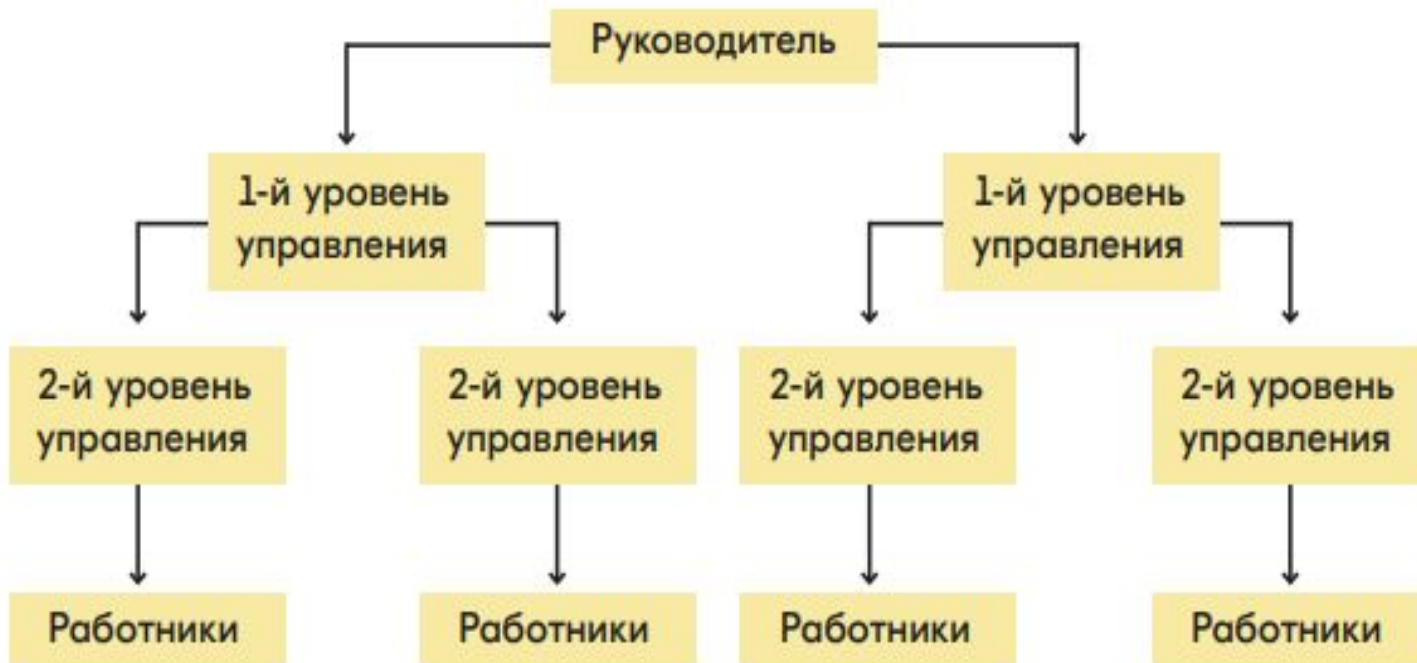 Руководитель
1-й уровень
управления
1-й уровень
управления
2-й уровень
управления
2-й уровень
управления
2-й уровень
управления
2-й уровень
управления
Работники
Работники
Работники
Работники